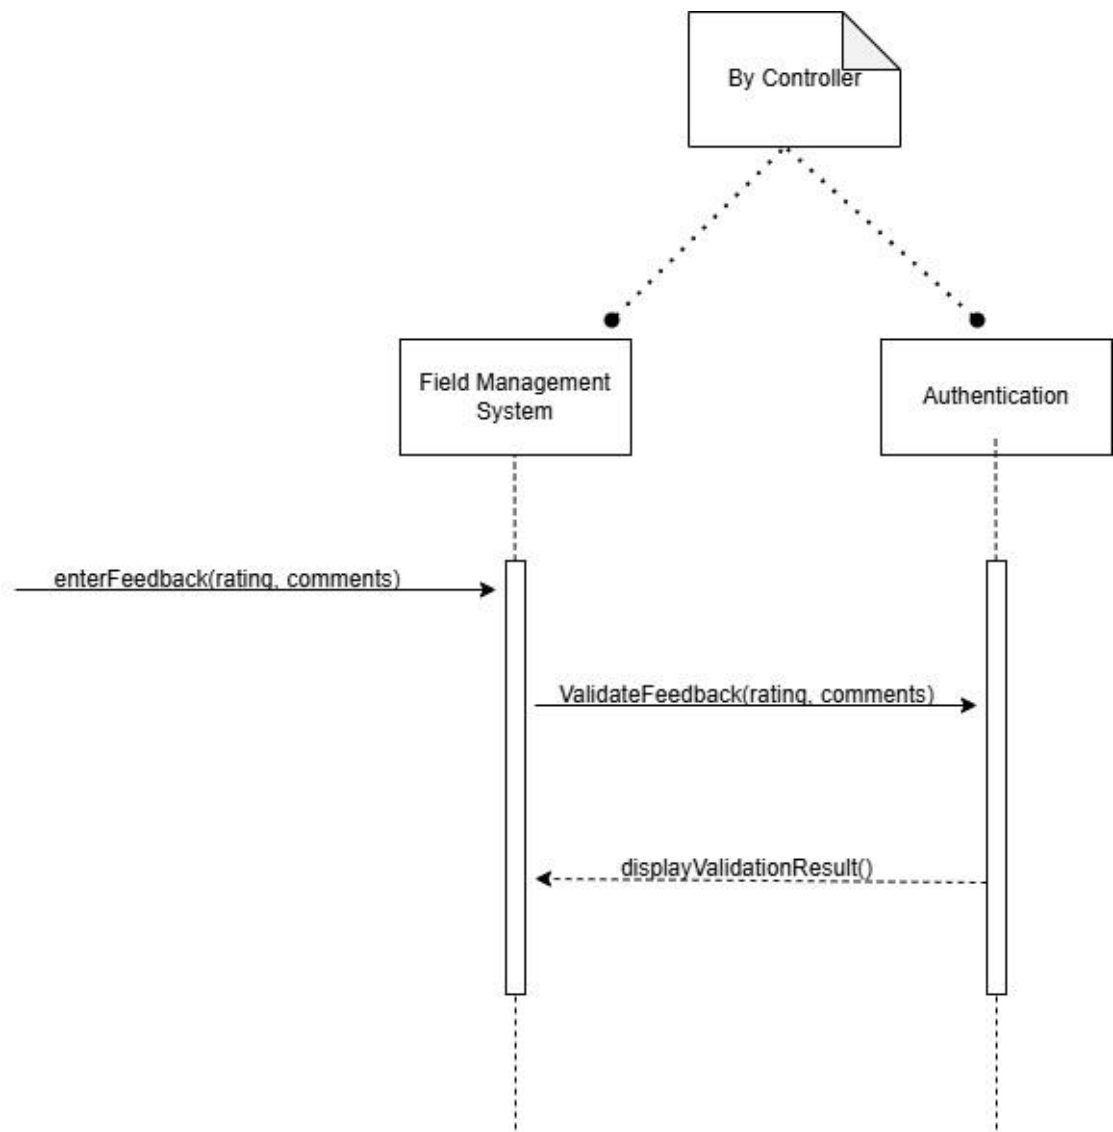 By Controller
Field Management
System
Authentication
enterFeedback(rating, comments)
ValidateFeedback(rating, comments)
displayValidationResult()